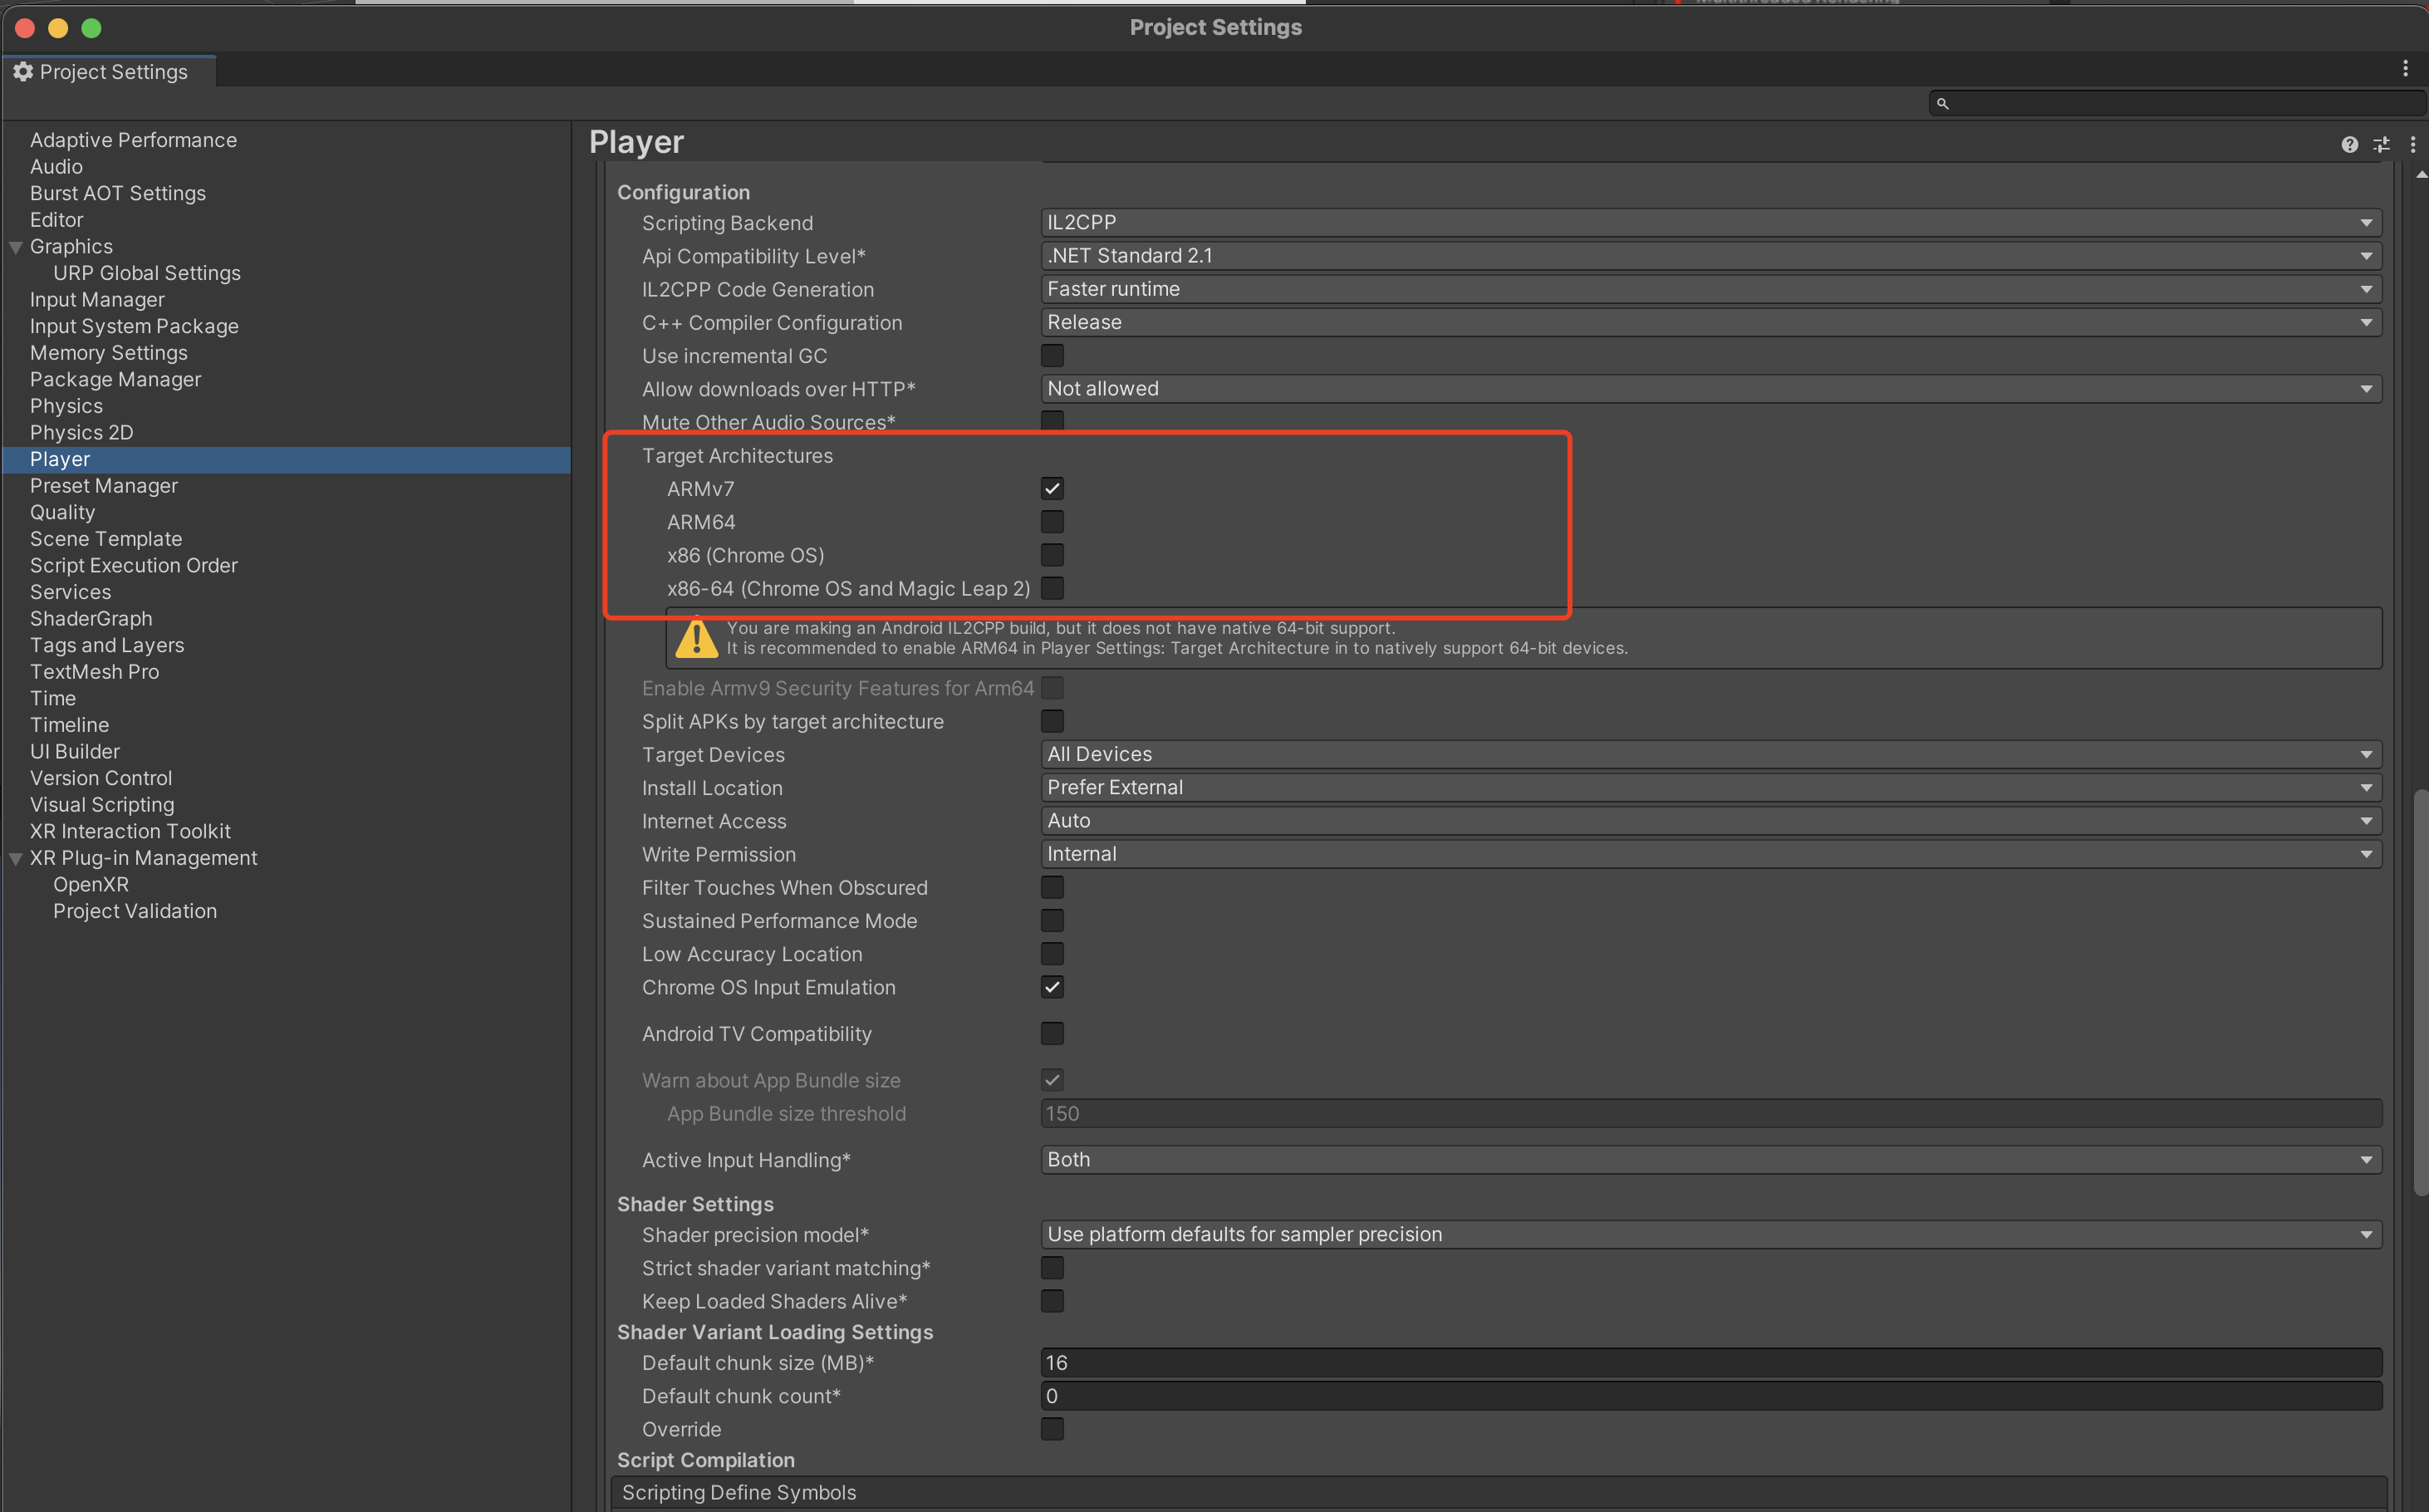 Project Settings
Project Settings
Adaptive Performance
Audio
Burst AOT Settings
Editor
Graphics
URP Global Settings
Input Manager
Input System Package
Memory Settings
Package Manager
Physics
Physics 2D
Player
Preset Manager
Quality
Scene Template
Script Execution Order
Services
ShaderGraph
Tags and Layers
TextMesh Pro
Time
Timeline
UI Builder
Version Control
Visual Scripting
XR Interaction Toolkit
XR Plug-in Management
OpenXR
Project Validation
Player
Configuration
Scripting Backend IL2CPP
Api Compatibility Level* .NET Standard 2.1
IL2CPP Code Generation Faster runtime
C++ Compiler Configuration Release
Use incremental GC
Allow downloads over HTTP* Not allowed
Mute Other Audio Sources*
Target Architectures
ARMv7
ARM64
x86 (Chrome OS)
x86-64 (Chrome OS and Magic Leap 2)
You are making an Android IL2CPP build, but it does not have native 64-bit support.
It is recommended to enable ARM64 in Player Settings: Target Architecture in to natively support 64-bit devices.
Enable Armv9 Security Features for Arm64
Split APKs by target architecture
Target Devices All Devices
Install Location Prefer External
Internet Access Auto
Write Permission Internal
Filter Touches When Obscured
Sustained Performance Mode
Low Accuracy Location
Chrome OS Input Emulation
Android TV Compatibility
Warn about App Bundle size
App Bundle size threshold 150
Active Input Handling* Both
Shader Settings
Shader precision model* Use platform defaults for sampler precision
Strict shader variant matching*
Keep Loaded Shaders Alive*
Shader Variant Loading Settings
Default chunk size (MB)* 16
Default chunk count* 0
Override
Script Compilation
Scripting Define Symbols